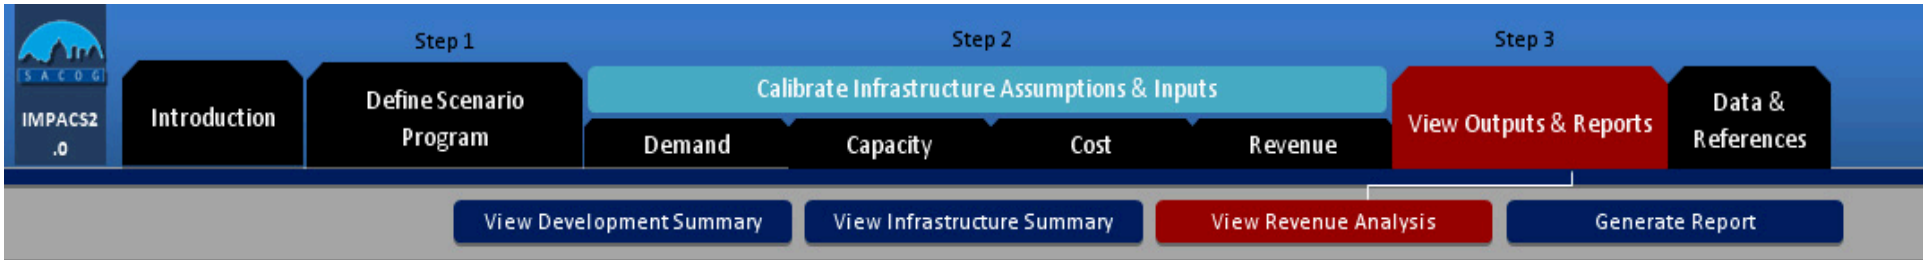 SACOG
IMPACS2
.0
Introduction
Step 1
Define Scenario
Program
Step 2
Calibrate Infrastructure Assumptions & Inputs
Demand
Capacity
Cost
Revenue
Step 3
View Outputs & Reports
Data &
References
View Development Summary
View Infrastructure Summary
View Revenue Analysis
Generate Report